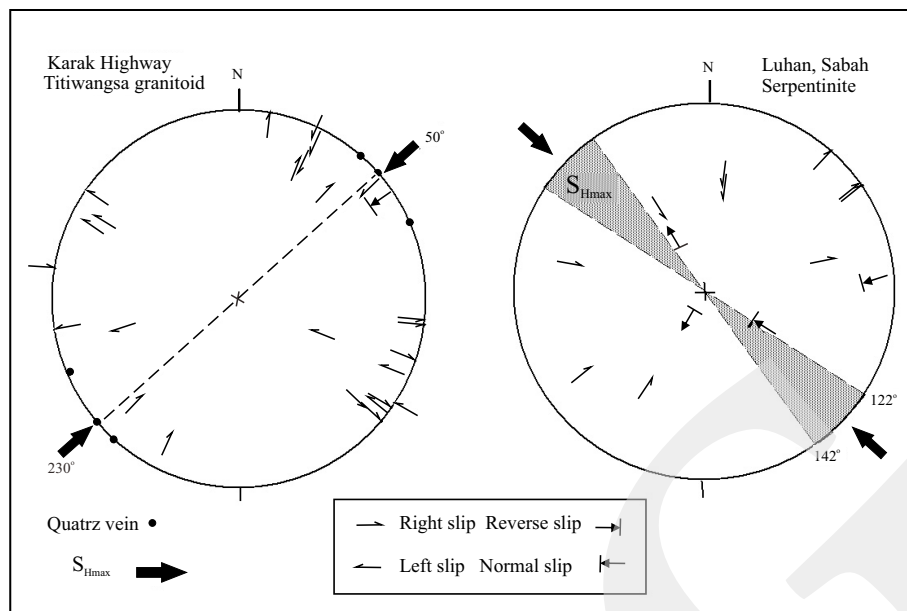 Karak Highway
Titiwangsa granitoid
N
50°
230°
Luhan, Sabah
Serpentinite
N
SHmax
122°
142°
Quatrz vein
SHmax
Right slip Reverse slip
Left slip Normal slip